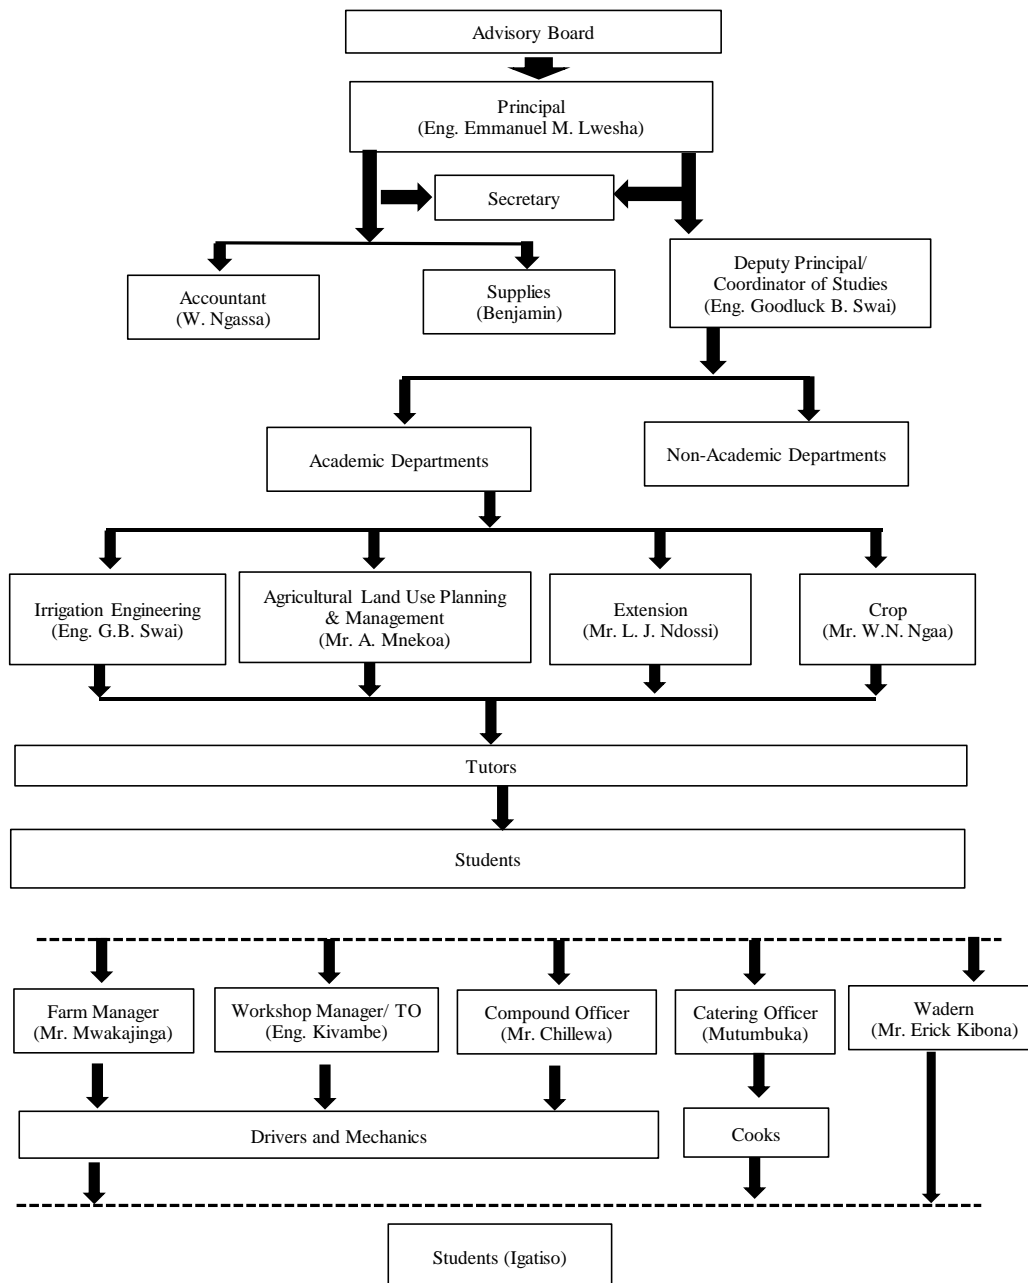 Advisory Board
Principal
(Eng. Emmanuel M. Lwesha)
Secretary
Accountant
(W. Ngassa)
Supplies
(Benjamin)
Deputy Principal/
Coordinator of Studies
(Eng. Goodluck B. Swai)
Academic Departments
Non-Academic Departments
Irrigation Engineering
(Eng. G.B. Swai)
Agricultural Land Use Planning
& Management
(Mr. A. Mnekoa)
Extension
(Mr. L. J. Ndossi)
Crop
(Mr. W.N. Ngaa)
Tutors
Students
Farm Manager
(Mr. Mwakajinga)
Workshop Manager/ TO
(Eng. Kivambe)
Compound Officer
(Mr. Chillewa)
Catering Officer
(Mutumbuka)
Wadern
(Mr. Erick Kibona)
Drivers and Mechanics
Cooks
Students (Igatiso)